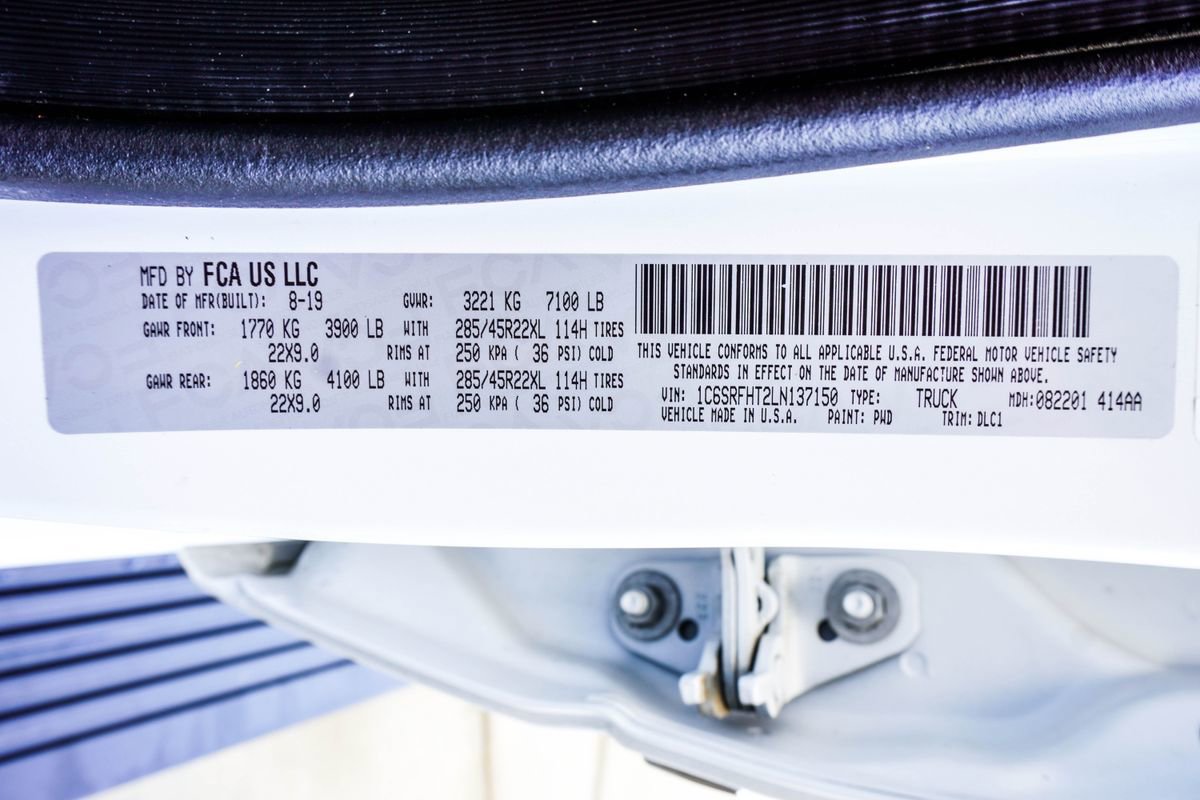 MFD BY FCA US LLC
DATE OF MFR(BUILT): 8-19 GVWR: 3221 KG 7100 LB
GAWR FRONT: 1770 KG 3900 LB WITH 285/45R22XL 114H TIRES
22X9.0 RIMS AT 250 KPA ( 36 PSI) COLD
GAWR REAR: 1860 KG 4100 LB WITH 285/45R22XL 114H TIRES
22X9.0 RIMS AT 250 KPA ( 36 PSI) COLD
THIS VEHICLE CONFORMS TO ALL APPLICABLE U.S.A. FEDERAL MOTOR VEHICLE SAFETY
STANDARDS IN EFFECT ON THE DATE OF MANUFACTURE SHOWN ABOVE.
VIN: 1C6SRFHT2LN137150 TYPE: TRUCK MDH:082201 414AA
VEHICLE MADE IN U.S.A. PAINT: PWD TRIM: DLC1